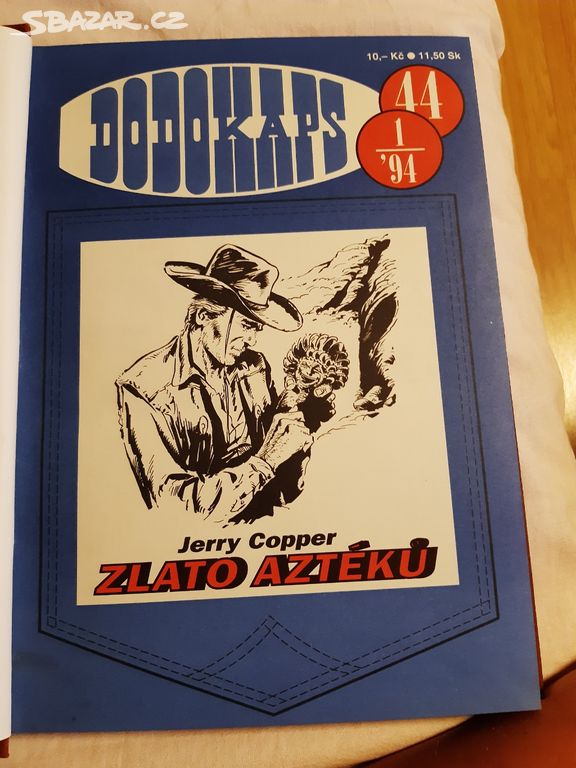 SBAZAR.CZ
10,– Kč ● 11,50 Sk
DODOKAPS
44
1
'94
Jerry Copper
ZLATO AZTÉKŮ